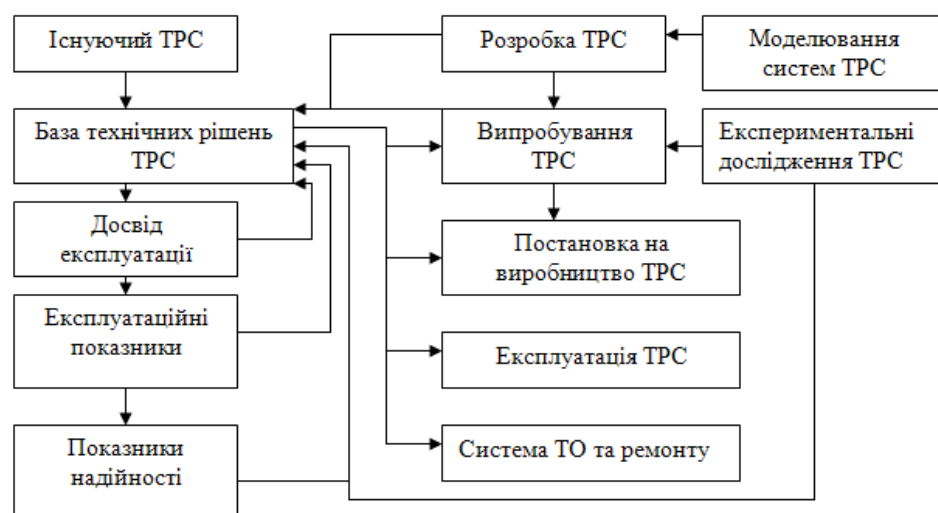 Існуючий ТРС
Розробка ТРС
Моделювання
систем ТРС
База технічних рішень
ТРС
Випробування
ТРС
Експериментальні
дослідження ТРС
Досвід
експлуатації
Постановка на
виробництво ТРС
Експлуатаційні
показники
Експлуатація ТРС
Показники
надійності
Система ТО та ремонту